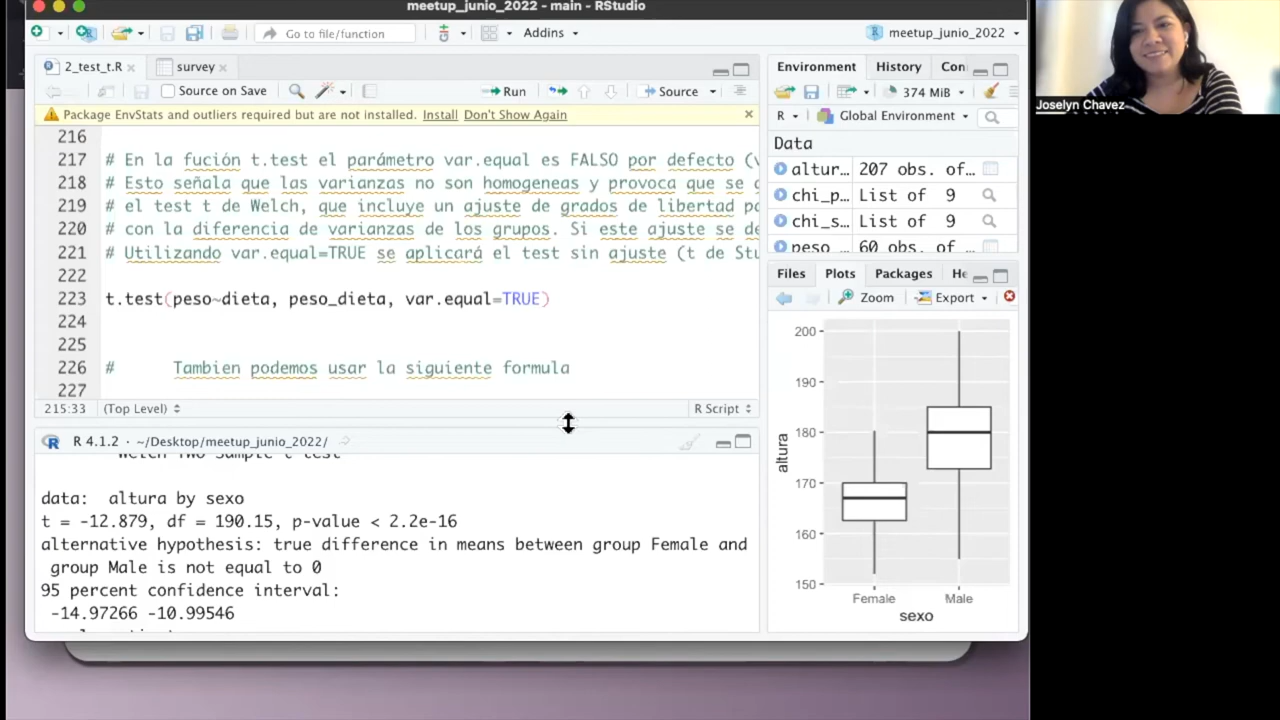 meetup_junio_2022 - main - RStudio
Go to file/function
Addins
meetup_junio_2022
2_test_t.R
survey
Source on Save
Run
Source
Package EnvStats and outliers required but are not installed. Install Don't Show Again
216
217 # En la fución t.test el parámetro var.equal es FALSO por defecto (v
218 # Esto señala que las varianzas no son homogeneas y provoca que se
219 # el test t de Welch, que incluye un ajuste de grados de libertad
220 # con la diferencia de varianzas de los grupos. Si este ajuste se
221 # Utilizando var.equal=TRUE se aplicará el test sin ajuste (t de Stu
222
223 t.test(peso~dieta, peso_dieta, var.equal=TRUE)
224
225
226 # Tambien podemos usar la siguiente formula
227
215:33 (Top Level) R Script
R 4.1.2 · ~/Desktop/meetup_junio_2022/
Welch Two Sample t-test
data: altura by sexo
t = -12.879, df = 190.15, p-value < 2.2e-16
alternative hypothesis: true difference in means between group Female and
group Male is not equal to 0
95 percent confidence interval:
-14.97266 -10.99546
Environment History Con
374 MiB
R Global Environment
Data
altur… 207 obs. of…
chi_p… List of 9
chi_s… List of 9
peso_… 60 obs. of…
Files Plots Packages He
Zoom Export
200
190
180
170
160
150
altura
Female Male
sexo
Joselyn Chavez